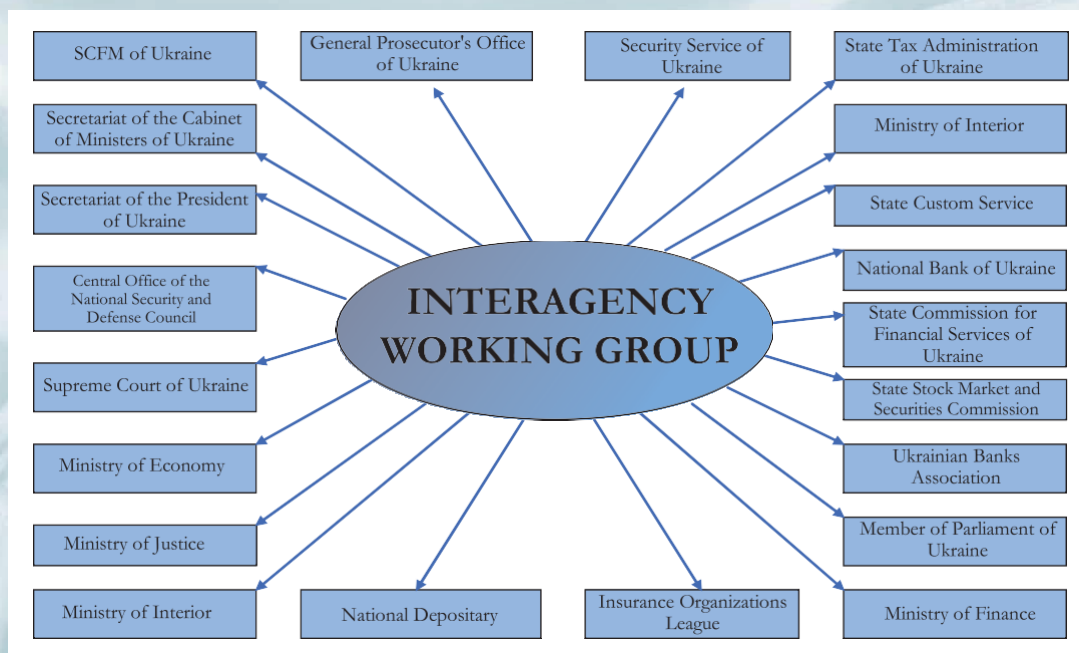 SCFM of Ukraine
General Prosecutor's Office
of Ukraine
Security Service of
Ukraine
State Tax Administration
of Ukraine
Secretariat of the Cabinet
of Ministers of Ukraine
Ministry of Interior
Secretariat of the President
of Ukraine
State Custom Service
Central Office of the
National Security and
Defense Council
National Bank of Ukraine
INTERAGENCY
WORKING GROUP
State Commission for
Financial Services of
Ukraine
Supreme Court of Ukraine
State Stock Market and
Securities Commission
Ministry of Economy
Ukrainian Banks
Association
Ministry of Justice
Member of Parliament of
Ukraine
Ministry of Interior
National Depositary
Insurance Organizations
League
Ministry of Finance